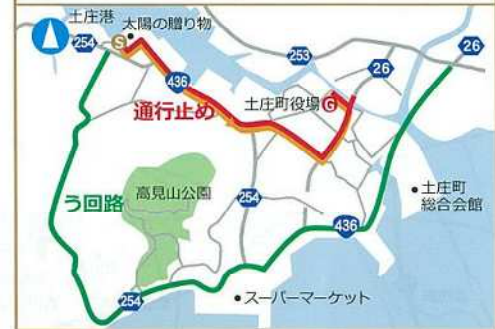 土庄港
太陽の贈り物
254
S
436
253
26
26
通行止め
土庄町役場
G
う回路
高見山公園
254
436
土庄町
総合会館
254
スーパーマーケット